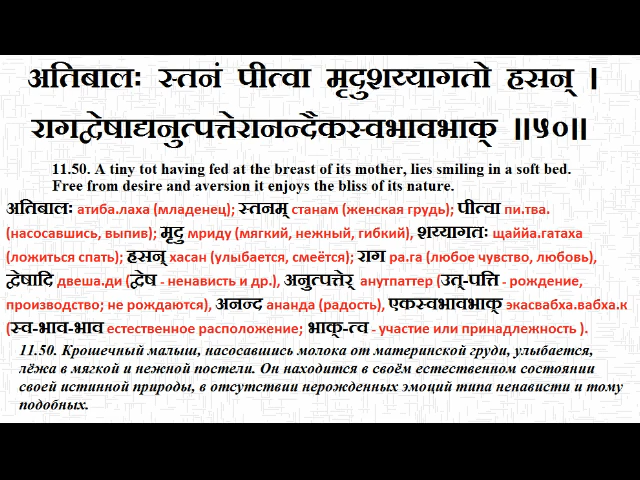 अतिबालः स्तनं पीत्वा मृदुशय्यागतो हसन् ।
रागद्वेषाद्यनुत्पत्तेरानन्दैकस्वभावभाक् ॥५०॥
11.50. A tiny tot having fed at the breast of its mother, lies smiling in a soft bed.
Free from desire and aversion it enjoys the bliss of its nature.
अतिबालः атиба.лаха (младенец); स्तनम् станам (женская грудь); पीत्वा пи.тва.
(насосавшись, выпив); मृदु мриду (мягкий, нежный, гибкий), शय्यागतः щаййа.гатаха
(ложиться спать); हसन् хасан (улыбается, смеётся); राग ра.га (любое чувство, любовь),
द्वेषादि двеша.ди (द्वेष - ненависть и др.), अनुत्पत्तेर् анутпаттер (उत्-पत्ति - рождение,
производство; не рождаются), अनन्द ананда (радость), एकस्वभावभाक् экасвабха.вабха.к
(स्व-भाव-भाव естественное расположение; भाक्-त्व - участие или принадлежность ).
11.50. Крошечный малыш, насосавшись молока от материнской груди, улыбается,
лёжа в мягкой и нежной постели. Он находится в своём естественном состоянии
своей истинной природы, в отсутствии нерожденных эмоций типа ненависти и тому
подобных.